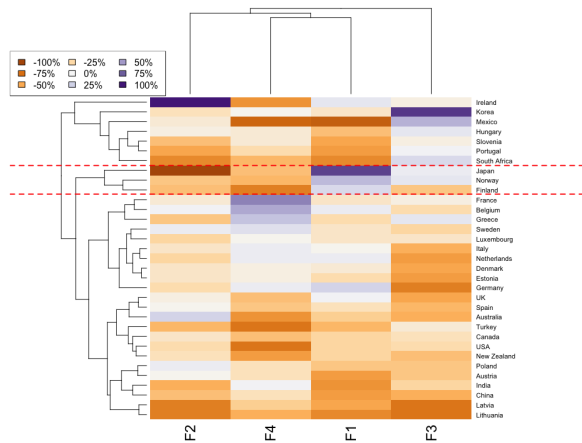 -100% -25% 50%
-75% 0% 75%
-50% 25% 100%
Ireland
Korea
Mexico
Hungary
Slovenia
Portugal
South Africa
Japan
Norway
Finland
France
Belgium
Greece
Sweden
Luxembourg
Italy
Netherlands
Denmark
Estonia
Germany
UK
Spain
Australia
Turkey
Canada
USA
New Zealand
Poland
Austria
India
China
Latvia
Lithuania
F2 F4 F1 F3